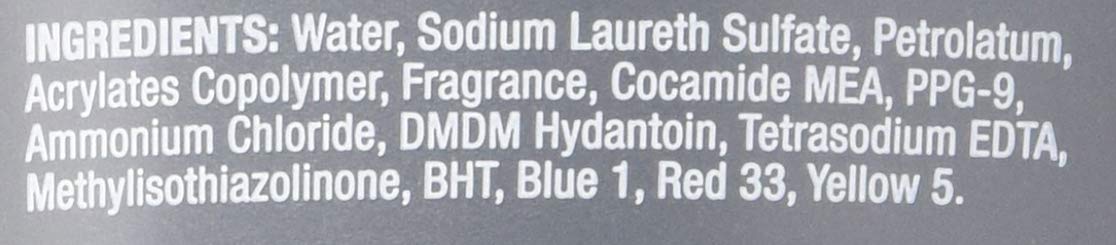 INGREDIENTS: Water, Sodium Laureth Sulfate, Petrolatum,
Acrylates Copolymer, Fragrance, Cocamide MEA, PPG-9,
Ammonium Chloride, DMDM Hydantoin, Tetrasodium EDTA,
Methylisothiazolinone, BHT, Blue 1, Red 33, Yellow 5.